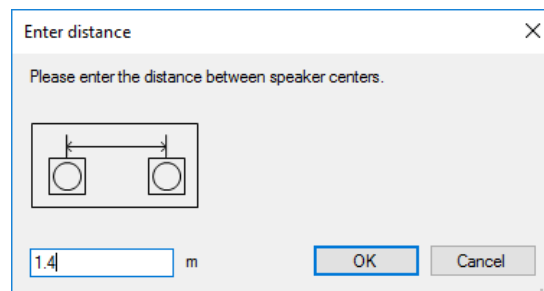 Enter distance
Please enter the distance between speaker centers.
1.4 m
OK
Cancel